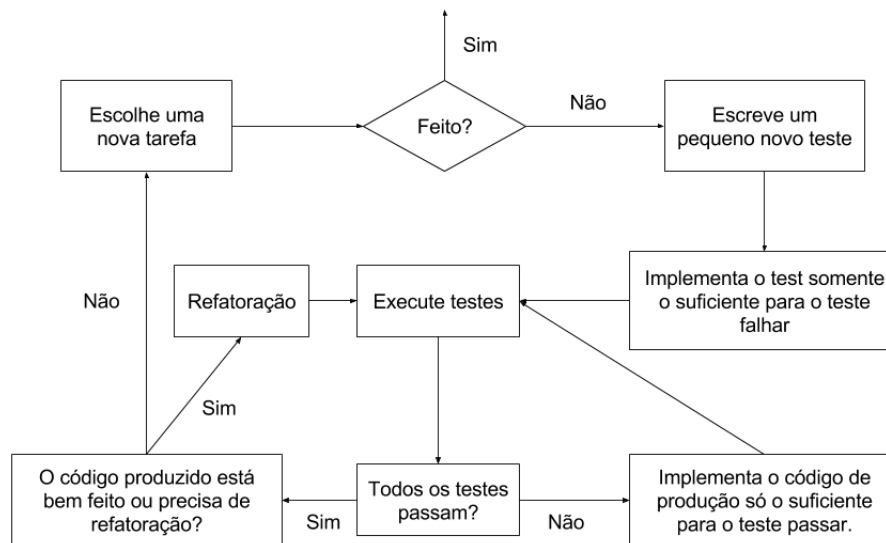 Sim
Escolhe uma
nova tarefa
Feito?
Não
Escreve um
pequeno novo teste
Não
Refatoração
Execute testes
Implementa o test somente
o suficiente para o teste
falhar
Sim
O código produzido está
bem feito ou precisa de
refatoração?
Sim
Todos os testes
passam?
Não
Implementa o código de
produção só o suficiente
para o teste passar.